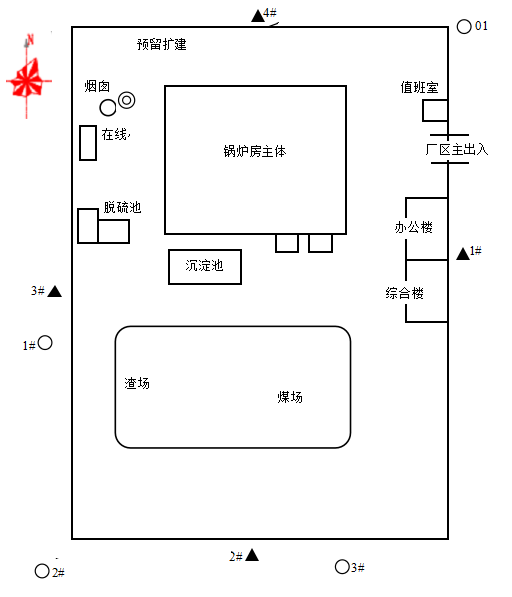 4#
01
N
预留扩建
烟囱
值班室
在线,
锅炉房主体
厂区主出入
脱硫池
办公楼
1#
沉淀池
3#
综合楼
1#
渣场
煤场
2#
3#
2#